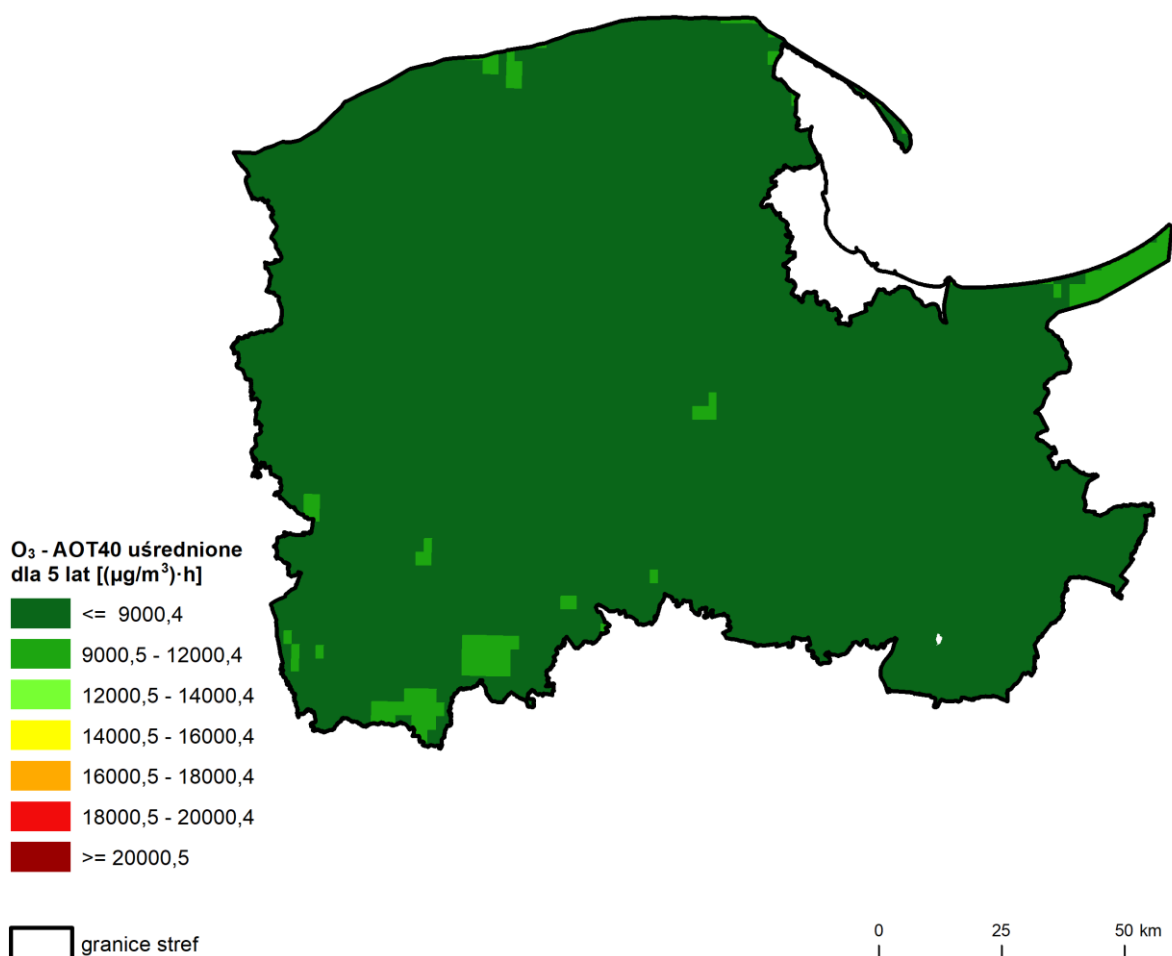 O₃ - AOT40 uśrednione
dla 5 lat [(µg/m³)·h]
<= 9000,4
9000,5 - 12000,4
12000,5 - 14000,4
14000,5 - 16000,4
16000,5 - 18000,4
18000,5 - 20000,4
>= 20000,5
granice stref
0 25 50 km